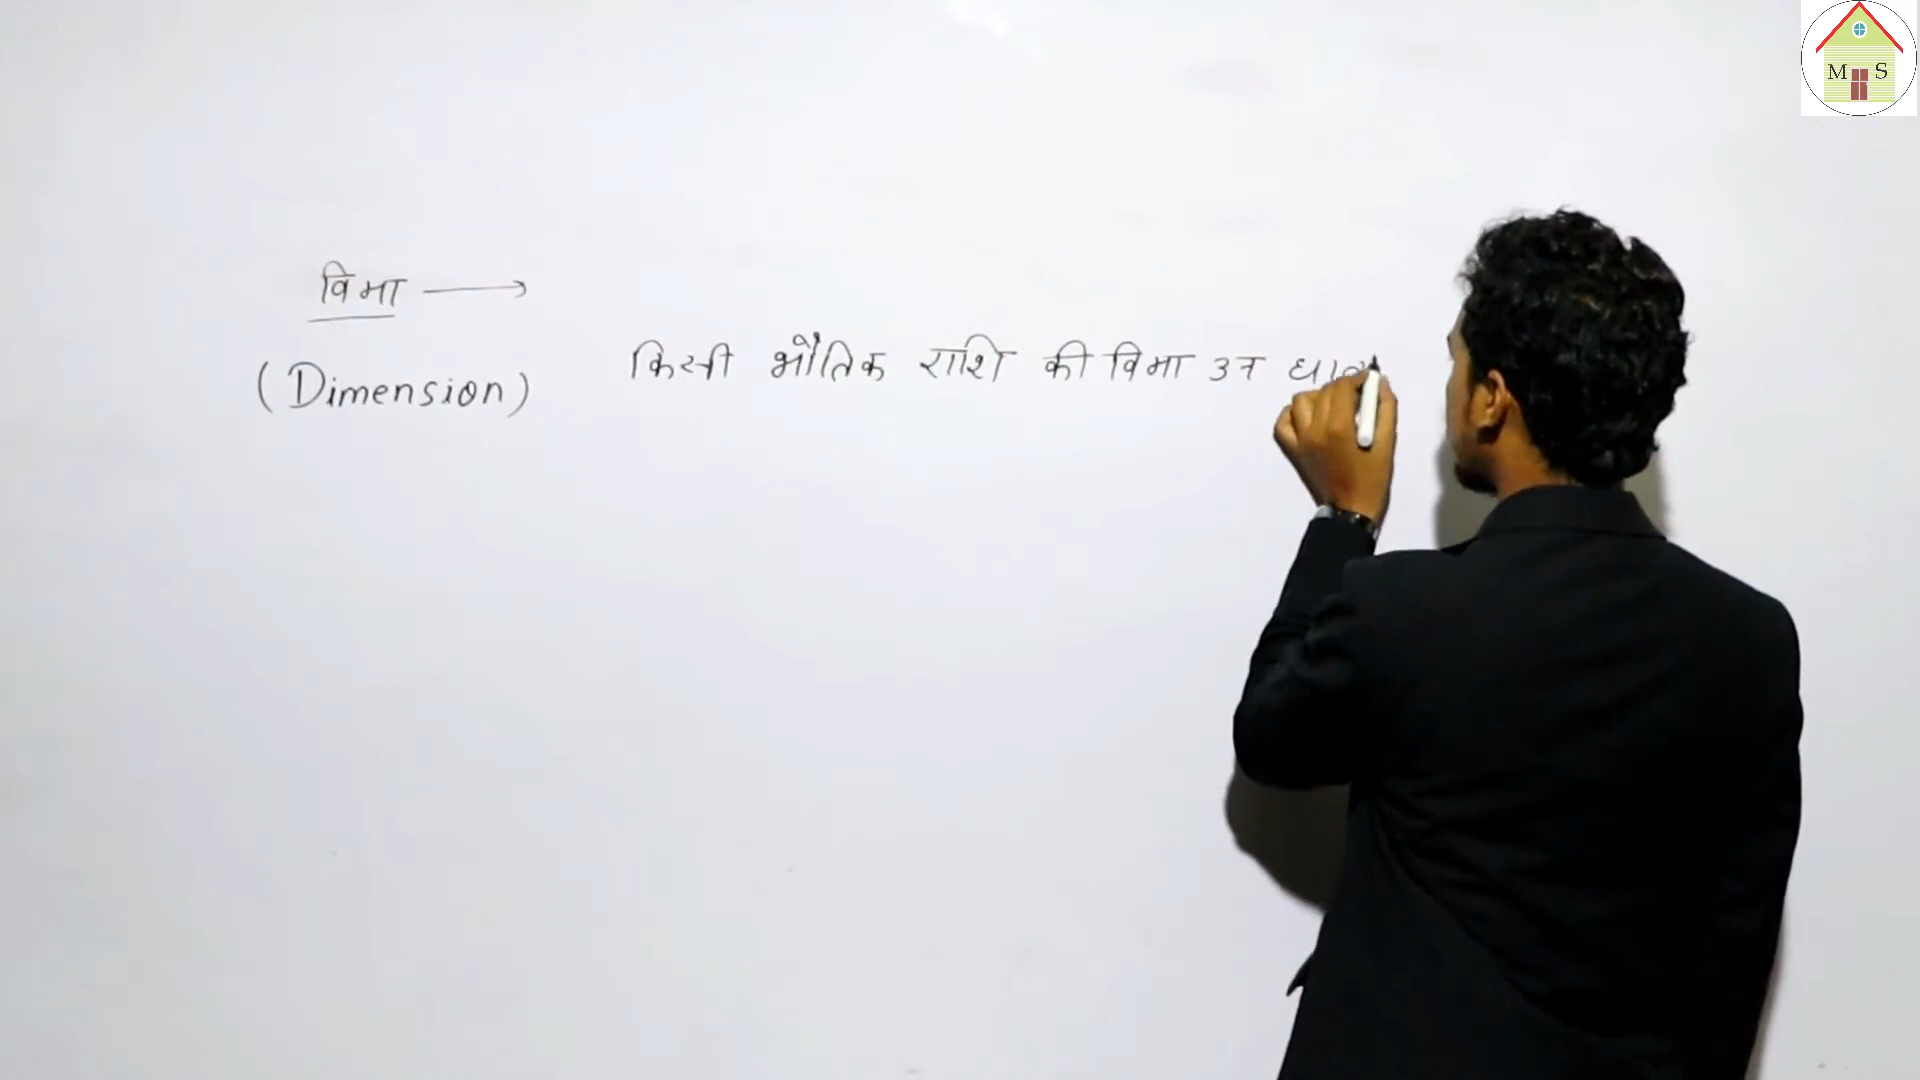 M S
विमा →
(Dimension)
किसी भौतिक राशि की विमा उन